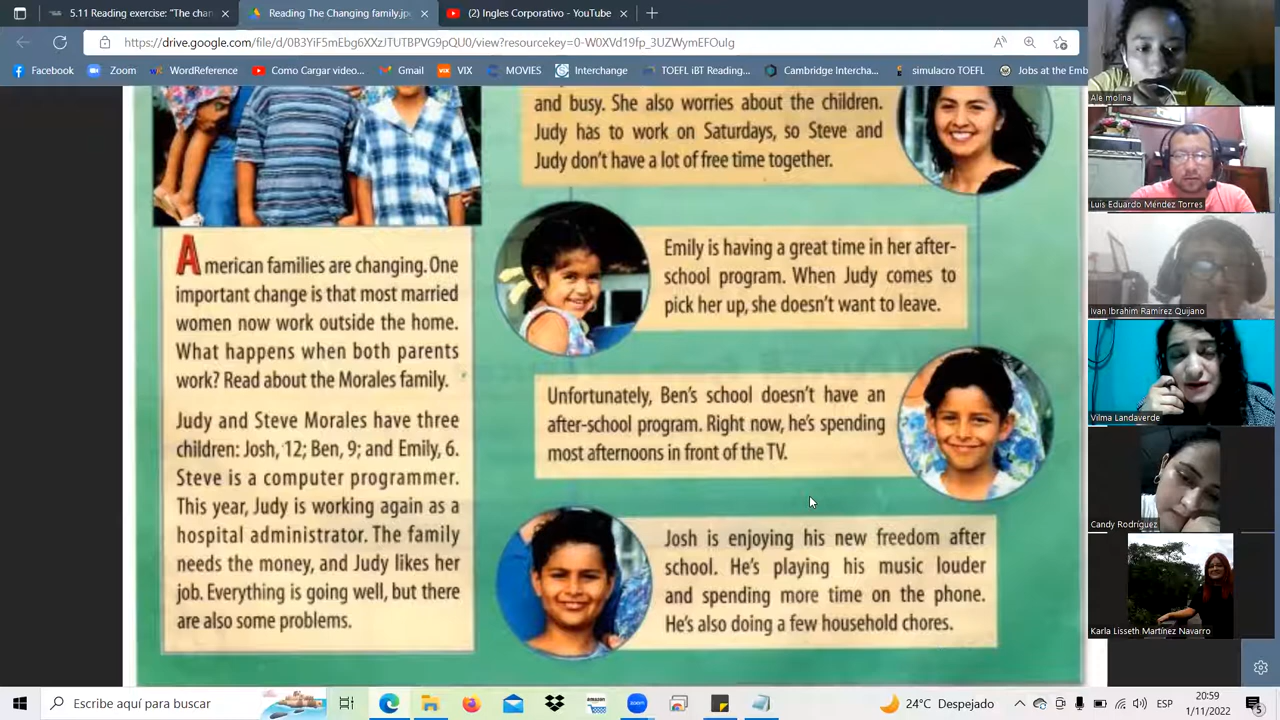 5.11 Reading exercise: "The chan
Reading The Changing family.jpg
(2) Ingles Corporativo - YouTube
https://drive.google.com/file/d/0B3YiF5mEbg6XXzJTUTBPVG9pQU0/view?resourcekey=0-W0XVd19fp_3UZWymEFOuIg
Facebook
Zoom
WordReference
Como Cargar video...
Gmail
VIX
MOVIES
Interchange
TOEFL iBT Reading...
Cambridge Intercha...
simulacro TOEFL
Jobs at the Emb
and busy. She also worries about the children.
Judy has to work on Saturdays, so Steve and
Judy don't have a lot of free time together.
American families are changing. One
important change is that most married
women now work outside the home.
What happens when both parents
work? Read about the Morales family.
Judy and Steve Morales have three
children: Josh, 12; Ben, 9; and Emily, 6.
Steve is a computer programmer.
This year, Judy is working again as a
hospital administrator. The family
needs the money, and Judy likes her
job. Everything is going well, but there
are also some problems.
Emily is having a great time in her after-
school program. When Judy comes to
pick her up, she doesn't want to leave.
Unfortunately, Ben's school doesn't have an
after-school program. Right now, he's spending
most afternoons in front of the TV.
Josh is enjoying his new freedom after
school. He's playing his music louder
and spending more time on the phone.
He's also doing a few household chores.
Ale molina
Luis Eduardo Méndez Torres
Ivan Ibrahim Ramirez Quijano
Vilma Landaverde
Candy Rodríguez
Karla Lisseth Martínez Navarro
Escribe aquí para buscar
24°C Despejado
ESP
20:59
1/11/2022
5